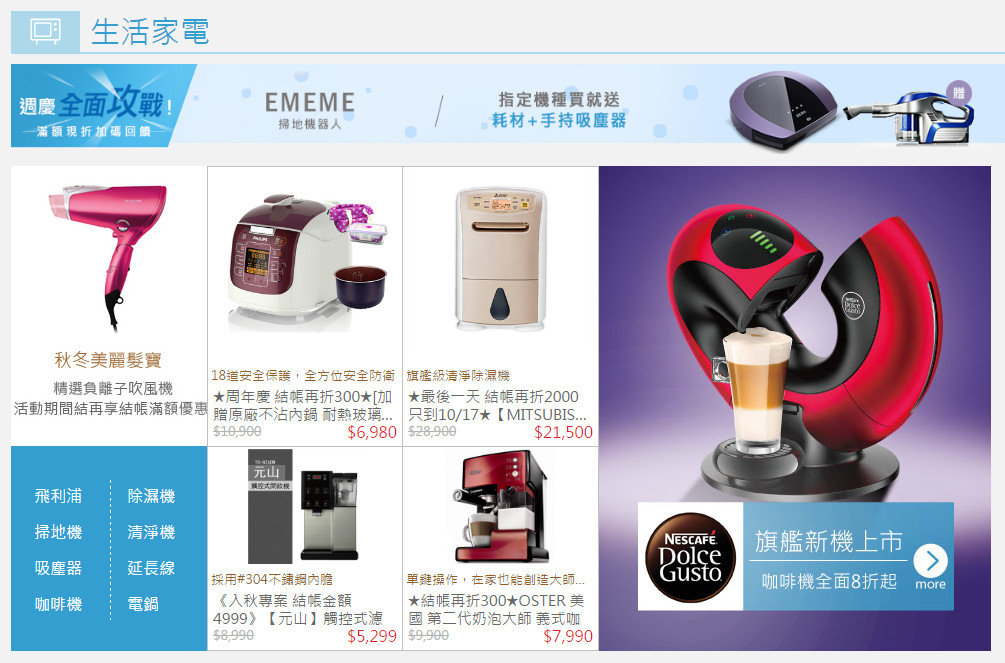 生活家電
週慶 全面攻戰!
滿額現折加碼回饋
EMEME
掃地機器人
指定機種買就送
耗材+手持吸塵器
贈
秋冬美麗髮寶
精選負離子吹風機
活動期間結再享結帳滿額優惠
PHILIPS
18道安全保護，全方位安全防衛
★周年慶 結帳再折300★[加
贈原廠不沾內鍋 耐熱玻璃...
$10,900
$6,980
旗艦級清淨除濕機
★最後一天 結帳再折2000
只到10/17★【MITSUBIS...
$28,900
$21,500
飛利浦
除濕機
掃地機
清淨機
吸塵器
延長線
咖啡機
電鍋
元山
觸控式開飲機
採用#304不鏽鋼內膽
《入秋專案 結帳金額
4999》【元山】觸控式濾
$8,990
$5,299
單鍵操作，在家也能創造大師...
★結帳再折300★OSTER 美
國 第二代奶泡大師 義式咖
$9,900
$7,990
NESCAFÉ
Dolce
Gusto
NESCAFÉ
Dolce
Gusto
旗艦新機上市
咖啡機全面8折起
more